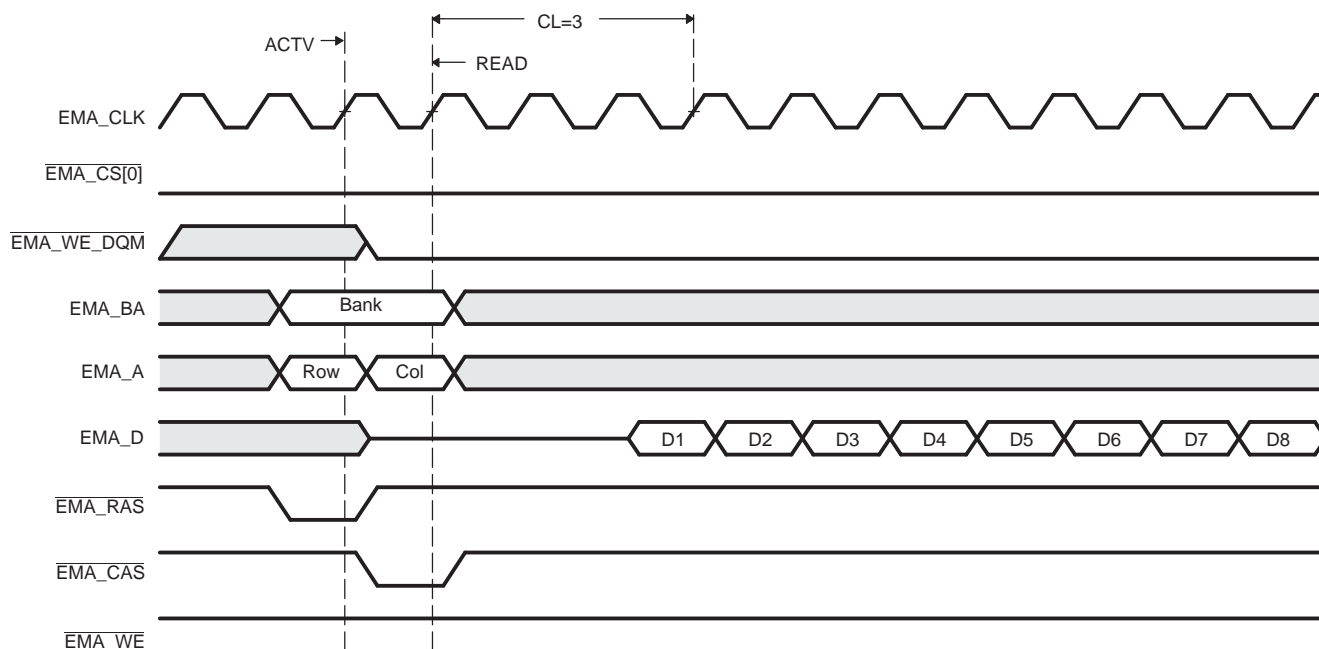 CL=3
ACTV
READ
EMA_CLK
EMA_CS[0]
EMA_WE_DQM
EMA_BA Bank
EMA_A Row Col
EMA_D D1 D2 D3 D4 D5 D6 D7 D8
EMA_RAS
EMA_CAS
EMA_WE